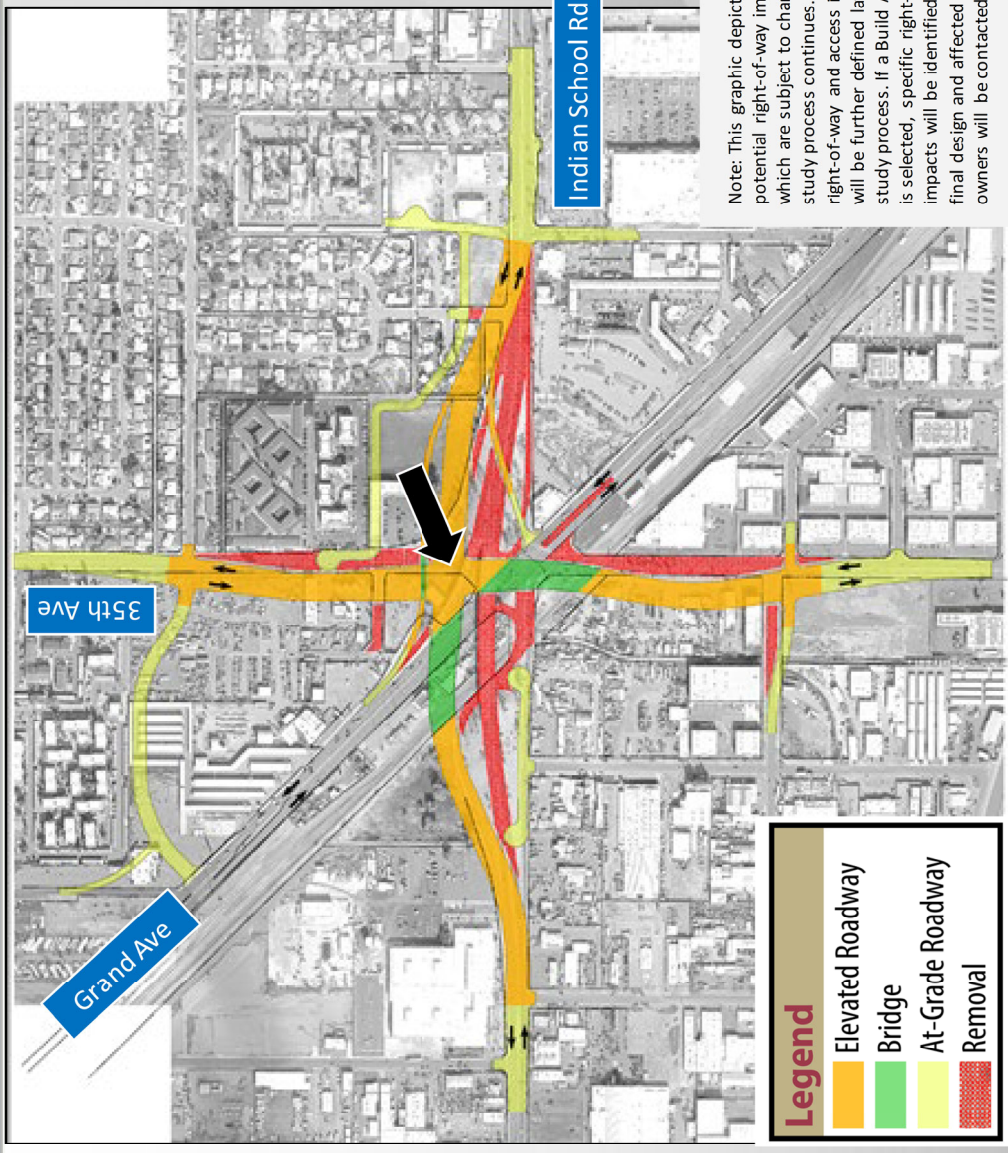 35th Ave
Grand Ave
Indian School Rd
Note: This graphic depict
potential right-of-way im
which are subject to
study process continues.
right-of-way and access i
will be further defined la
study process. If a Build
is selected, specific right-
impacts will be identified
final design and affected
owners will be contacted
Legend
Elevated Roadway
Bridge
At-Grade Roadway
Removal